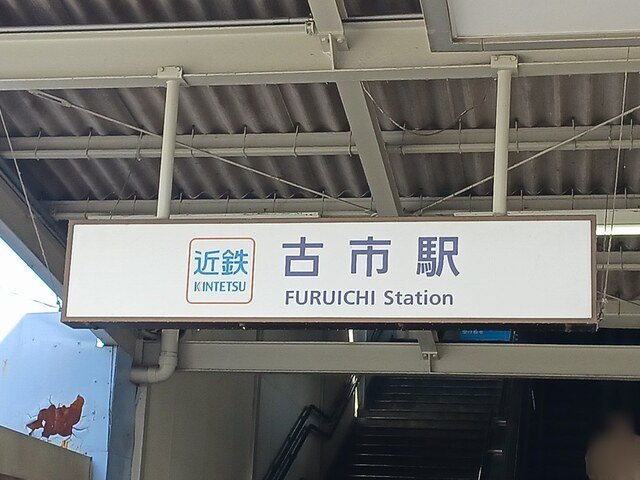 近鉄
KINTETSU
古市駅
FURUICHI Station